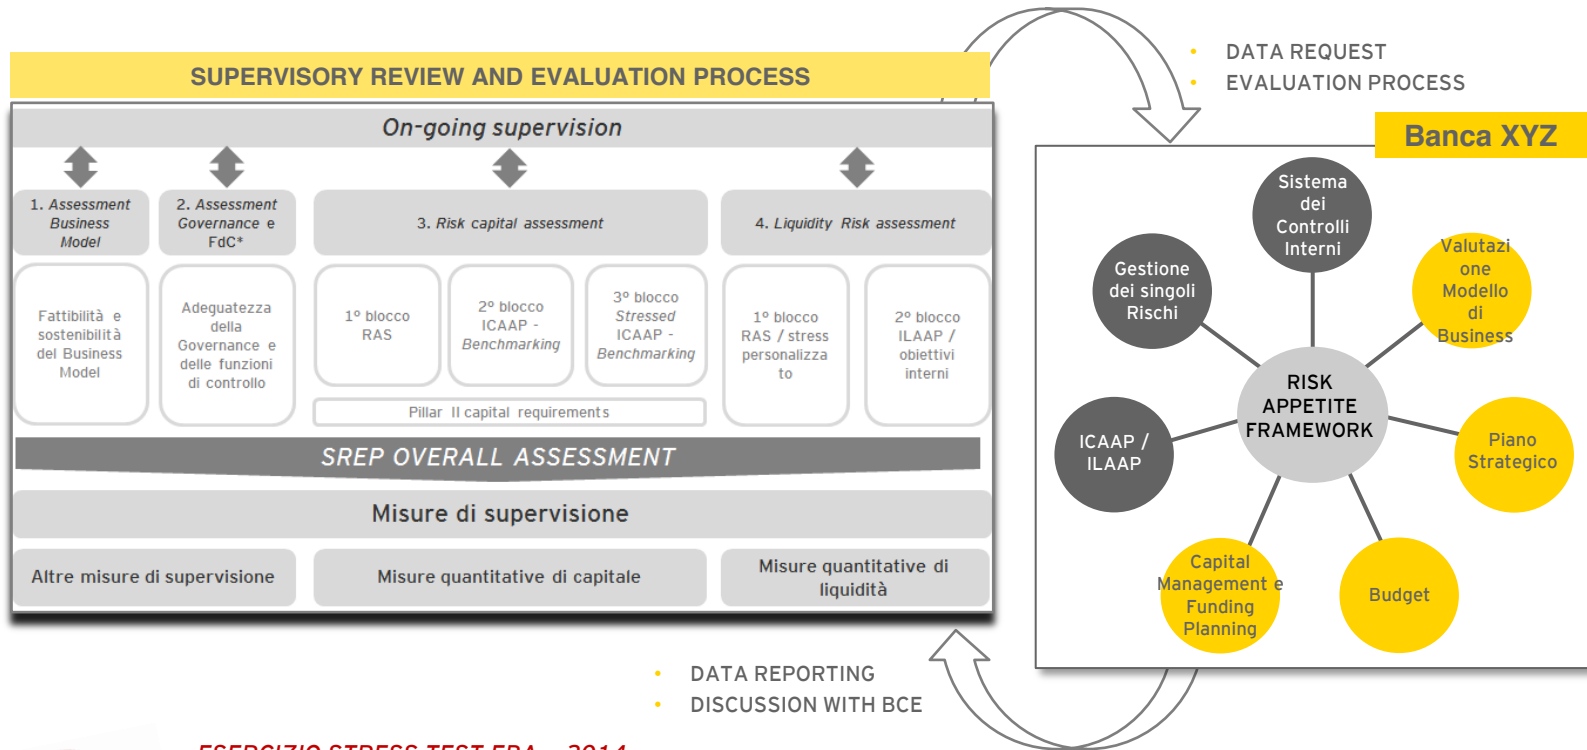 SUPERVISORY REVIEW AND EVALUATION PROCESS
On-going supervision
1. Assessment
Business
Model
2. Assessment
Governance e
FdC*
3. Risk capital assessment
4. Liquidity Risk assessment
Fattibilità e
sostenibilità
del Business
Model
Adeguatezza
della
Governance e
delle funzioni
di controllo
1° blocco
RAS
2° blocco
ICAAP -
Benchmarking
3° blocco
Stressed
ICAAP -
Benchmarking
1° blocco
RAS / stress
personalizza
to
2° blocco
ILAAP /
obiettivi
interni
Pillar II capital requirements
SREP OVERALL ASSESSMENT
Misure di supervisione
Altre misure di supervisione
Misure quantitative di capitale
Misure quantitative di
liquidità
• DATA REQUEST
• EVALUATION PROCESS
Banca XYZ
Sistema
dei
Controlli
Interni
Valutazi
one
Modello
di
Business
Gestione
dei singoli
Rischi
RISK
APPETITE
FRAMEWORK
ICAAP /
ILAAP
Piano
Strategico
Capital
Management e
Funding
Planning
Budget
• DATA REPORTING
• DISCUSSION WITH BCE
ESERCIZIO STRESS TEST EBA – 2014